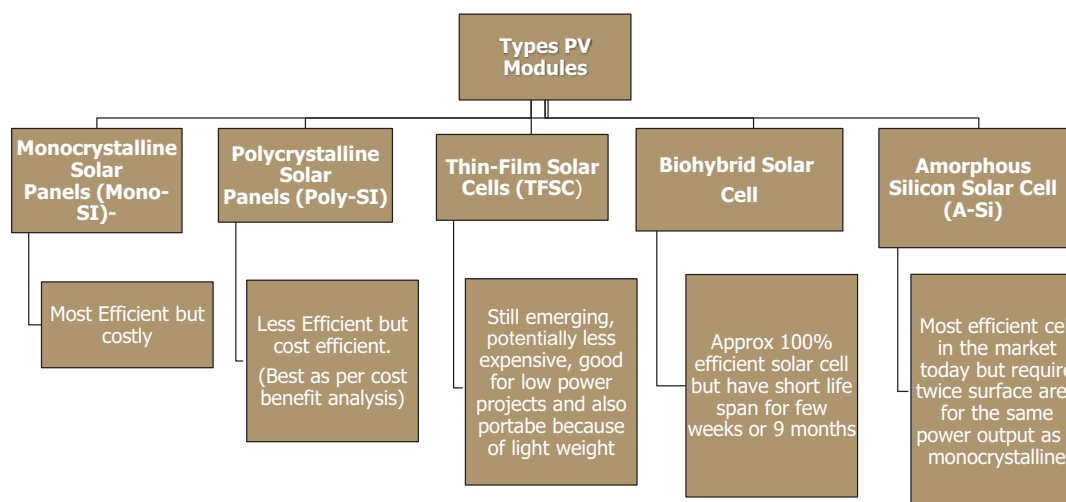 Types PV
Modules
Monocrystalline
Solar
Panels (Mono-
SI)-
Most Efficient but
costly
Polycrystalline
Solar
Panels (Poly-SI)
Less Efficient but
cost efficient.
(Best as per cost
benefit analysis)
Thin-Film Solar
Cells (TFSC)
Still emerging,
potentially less
expensive, good
for low power
projects and also
portabe because
of light weight
Biohybrid Solar
Cell
Approx 100%
efficient solar cell
but have short life
span for few
weeks or 9 months
Amorphous
Silicon Solar Cell
(A-Si)
Most efficient ce
in the market
today but require
twice surface are
for the same
power output as
monocrystalline